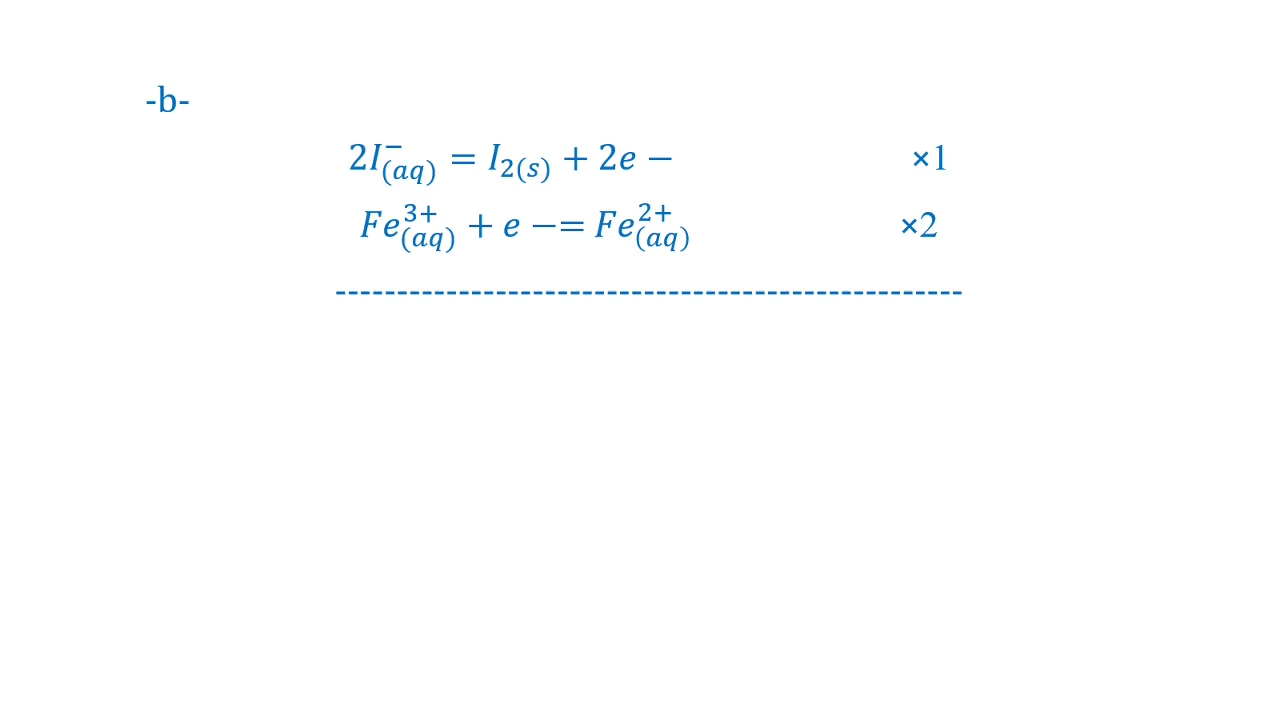 -b-
2I⁻₍aq₎ = I₂₍s₎ + 2e − ×1
Fe³⁺₍aq₎ + e −= Fe²⁺₍aq₎ ×2
---------------------------------------------------